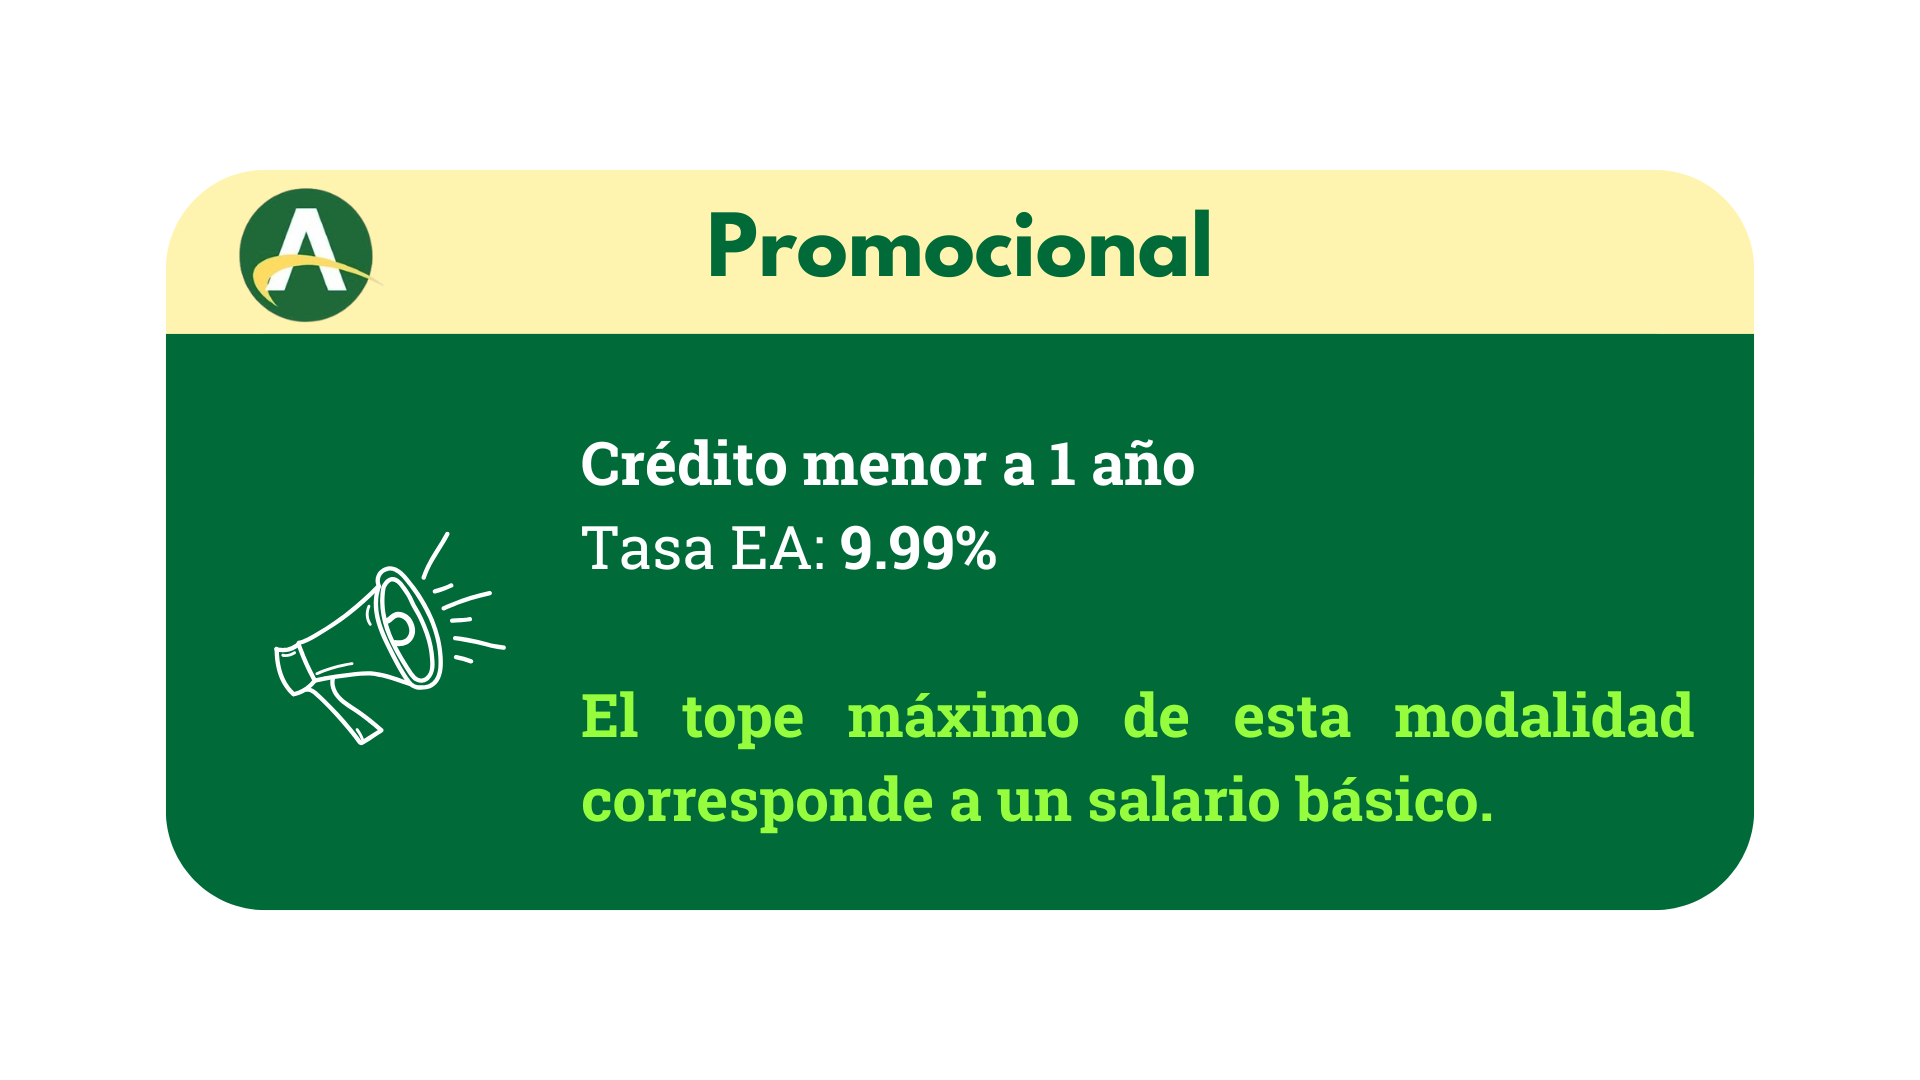 A
Promocional
Crédito menor a 1 año
Tasa EA: 9.99%
El tope máximo de esta modalidad
corresponde a un salario básico.